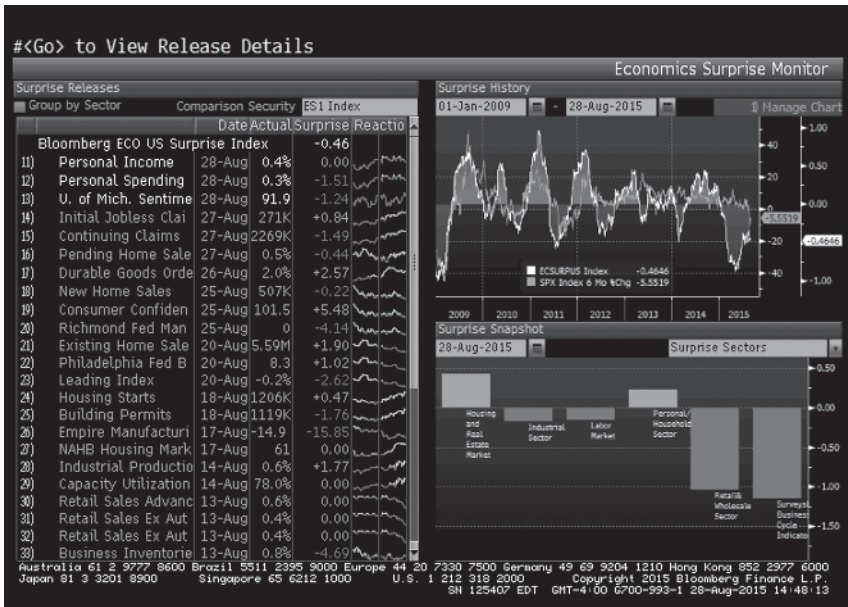 #<Go> to View Release Details
Economics Surprise Monitor
Surprise Releases
Group by Sector Comparison Security ES1 Index
Date Actual Surprise Reactio
Bloomberg ECO US Surprise Index -0.46
11) Personal Income 28-Aug 0.4% 0.00
12) Personal Spending 28-Aug 0.3% -1.51
13) U. of Mich. Sentime 28-Aug 91.9 -1.24
14) Initial Jobless Clai 27-Aug 271K +0.84
15) Continuing Claims 27-Aug 2269K -1.49
16) Pending Home Sale 27-Aug 0.5% -0.44
17) Durable Goods Orde 26-Aug 2.0% +2.57
18) New Home Sales 25-Aug 507K -0.22
19) Consumer Confiden 25-Aug 101.5 +5.48
20) Richmond Fed Man 25-Aug 0 -4.14
21) Existing Home Sale 20-Aug 5.59M +1.90
22) Philadelphia Fed B 20-Aug 8.3 +1.02
23) Leading Index 20-Aug -0.2% -2.62
24) Housing Starts 18-Aug 1206K +0.47
25) Building Permits 18-Aug 1119K -1.76
26) Empire Manufacturi 17-Aug -14.9 -15.85
27) NAHB Housing Mark 17-Aug 61 0.00
28) Industrial Productio 14-Aug 0.6% +1.77
29) Capacity Utilization 14-Aug 78.0% 0.00
30) Retail Sales Advanc 13-Aug 0.6% 0.00
31) Retail Sales Ex Aut 13-Aug 0.4% 0.00
32) Retail Sales Ex Aut 13-Aug 0.4% 0.00
33) Business Inventorie 13-Aug 0.8% -4.69
Surprise History
01-Jan-2009 - 28-Aug-2015 1) Manage Chart
40
20
0
-5.5519
-20
-40
1.00
0.50
0.00
-0.4646
-1.00
ECSURPUS Index -0.4646
SPX Index 6 Mo %Chg -5.5519
2009 2010 2011 2012 2013 2014 2015
Surprise Snapshot
28-Aug-2015 Surprise Sectors
0.50
0.00
-0.50
-1.00
-1.50
Housing
and
Real
Estate
Market
Industrial
Sector
Labor
Market
Personal/
Household
Sector
Retail&
Wholesale
Sector
Surveys&
Business
Cycle
Indicato
Australia 61 2 9777 8600 Brazil 5511 2395 9000 Europe 44 20 7330 7500 Germany 49 69 9204 1210 Hong Kong 852 2977 6000
Japan 81 3 3201 8900 Singapore 65 6212 1000 U.S. 1 212 318 2000 Copyright 2015 Bloomberg Finance L.P.
SN 125407 EDT GMT-4:00 G700-993-1 28-Aug-2015 14:48:13